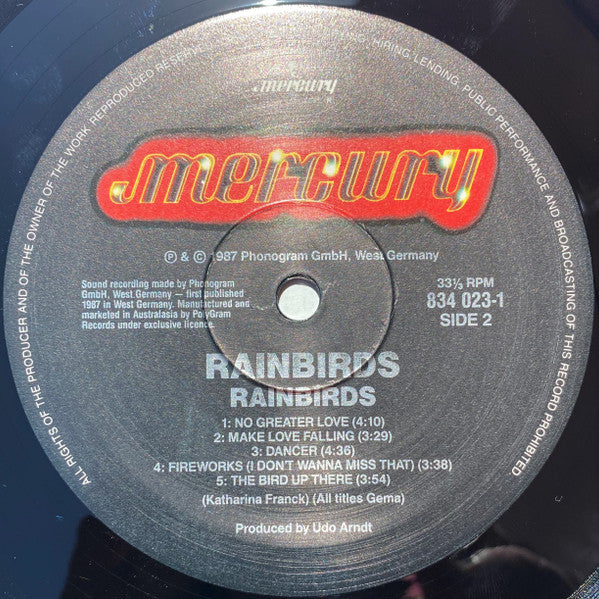 ALL RIGHTS OF THE PRODUCER AND OF THE OWNER OF THE WORK REPRODUCED RESERVED
HIRING, LENDING, PUBLIC PERFORMANCE AND BROADCASTING OF THIS RECORD PROHIBITED
mercury
mercury
℗ & © 1987 Phonogram GmbH, West Germany
Sound recording made by Phonogram
GmbH, West Germany — first published
1987 in West Germany. Manufactured and
marketed in Australasia by PolyGram
Records under exclusive licence.
33⅓ RPM
834 023-1
SIDE 2
RAINBIRDS
RAINBIRDS
1: NO GREATER LOVE (4:10)
2: MAKE LOVE FALLING (3:29)
3: DANCER (4:36)
4: FIREWORKS (I DON'T WANNA MISS THAT) (3:38)
5: THE BIRD UP THERE (3:54)
(Katharina Franck) (All titles Gema)
Produced by Udo Arndt